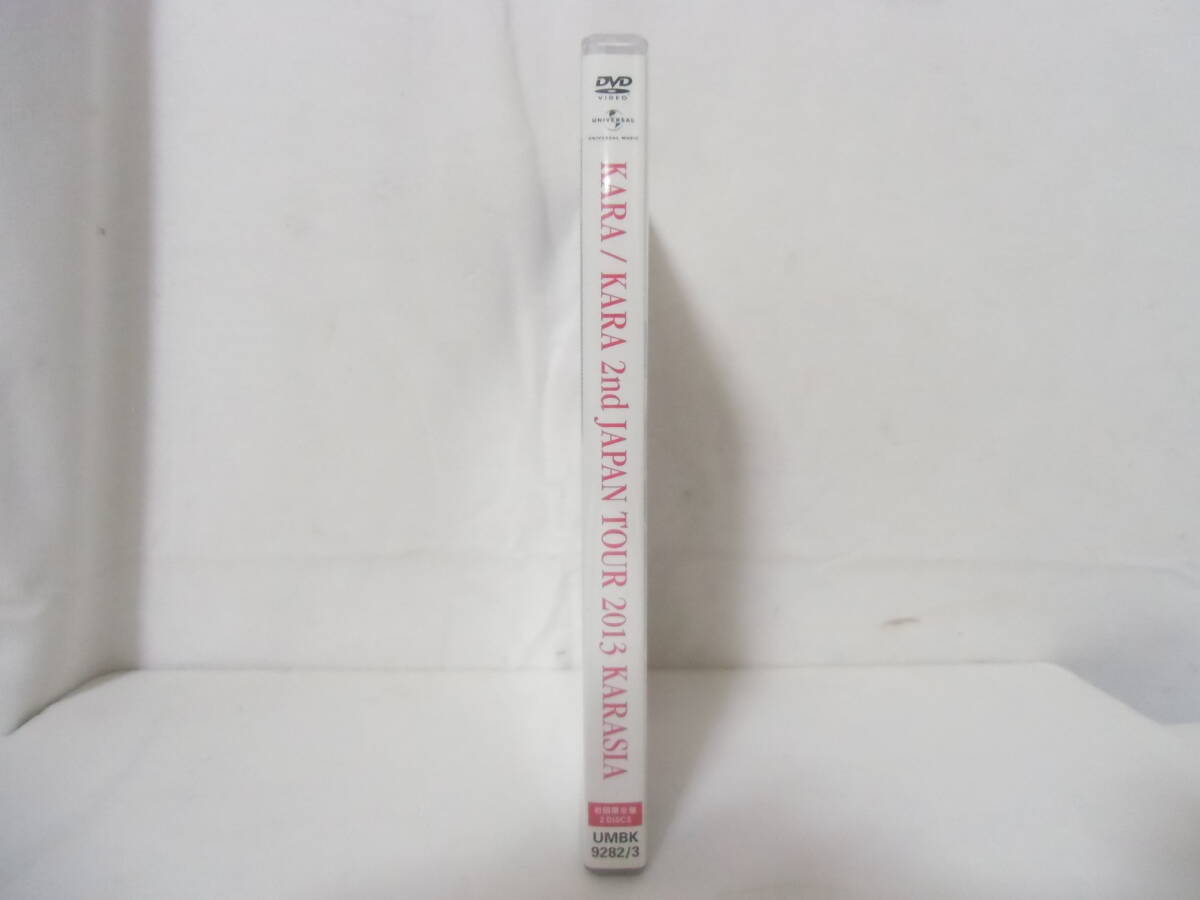 DVD
VIDEO
UNIVERSAL
UNIVERSAL MUSIC
KARA / KARA 2nd JAPAN TOUR 2013 KARASIA
初回限定盤
2 DISCS
UMBK
9282/3